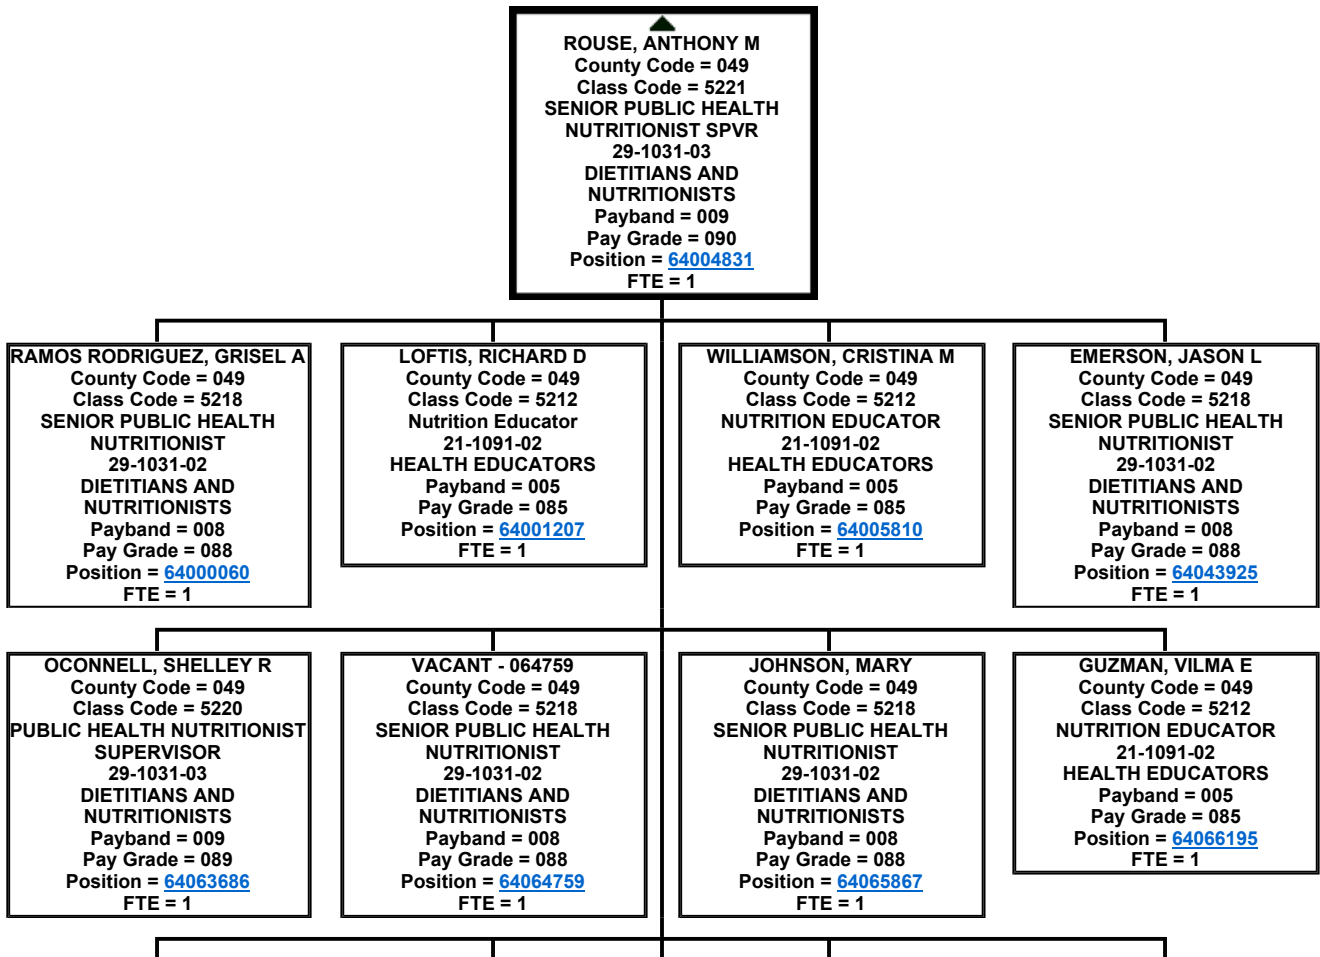 ROUSE, ANTHONY M
County Code = 049
Class Code = 5221
SENIOR PUBLIC HEALTH
NUTRITIONIST SPVR
29-1031-03
DIETITIANS AND
NUTRITIONISTS
Payband = 009
Pay Grade = 090
Position = 64004831
FTE = 1
RAMOS RODRIGUEZ, GRISEL A
County Code = 049
Class Code = 5218
SENIOR PUBLIC HEALTH
NUTRITIONIST
29-1031-02
DIETITIANS AND
NUTRITIONISTS
Payband = 008
Pay Grade = 088
Position = 64000060
FTE = 1
LOFTIS, RICHARD D
County Code = 049
Class Code = 5212
Nutrition Educator
21-1091-02
HEALTH EDUCATORS
Payband = 005
Pay Grade = 085
Position = 64001207
FTE = 1
WILLIAMSON, CRISTINA M
County Code = 049
Class Code = 5212
NUTRITION EDUCATOR
21-1091-02
HEALTH EDUCATORS
Payband = 005
Pay Grade = 085
Position = 64005810
FTE = 1
EMERSON, JASON L
County Code = 049
Class Code = 5218
SENIOR PUBLIC HEALTH
NUTRITIONIST
29-1031-02
DIETITIANS AND
NUTRITIONISTS
Payband = 008
Pay Grade = 088
Position = 64043925
FTE = 1
OCONNELL, SHELLEY R
County Code = 049
Class Code = 5220
PUBLIC HEALTH NUTRITIONIST
SUPERVISOR
29-1031-03
DIETITIANS AND
NUTRITIONISTS
Payband = 009
Pay Grade = 089
Position = 64063686
FTE = 1
VACANT - 064759
County Code = 049
Class Code = 5218
SENIOR PUBLIC HEALTH
NUTRITIONIST
29-1031-02
DIETITIANS AND
NUTRITIONISTS
Payband = 008
Pay Grade = 088
Position = 64064759
FTE = 1
JOHNSON, MARY
County Code = 049
Class Code = 5218
SENIOR PUBLIC HEALTH
NUTRITIONIST
29-1031-02
DIETITIANS AND
NUTRITIONISTS
Payband = 008
Pay Grade = 088
Position = 64065867
FTE = 1
GUZMAN, VILMA E
County Code = 049
Class Code = 5212
NUTRITION EDUCATOR
21-1091-02
HEALTH EDUCATORS
Payband = 005
Pay Grade = 085
Position = 64066195
FTE = 1